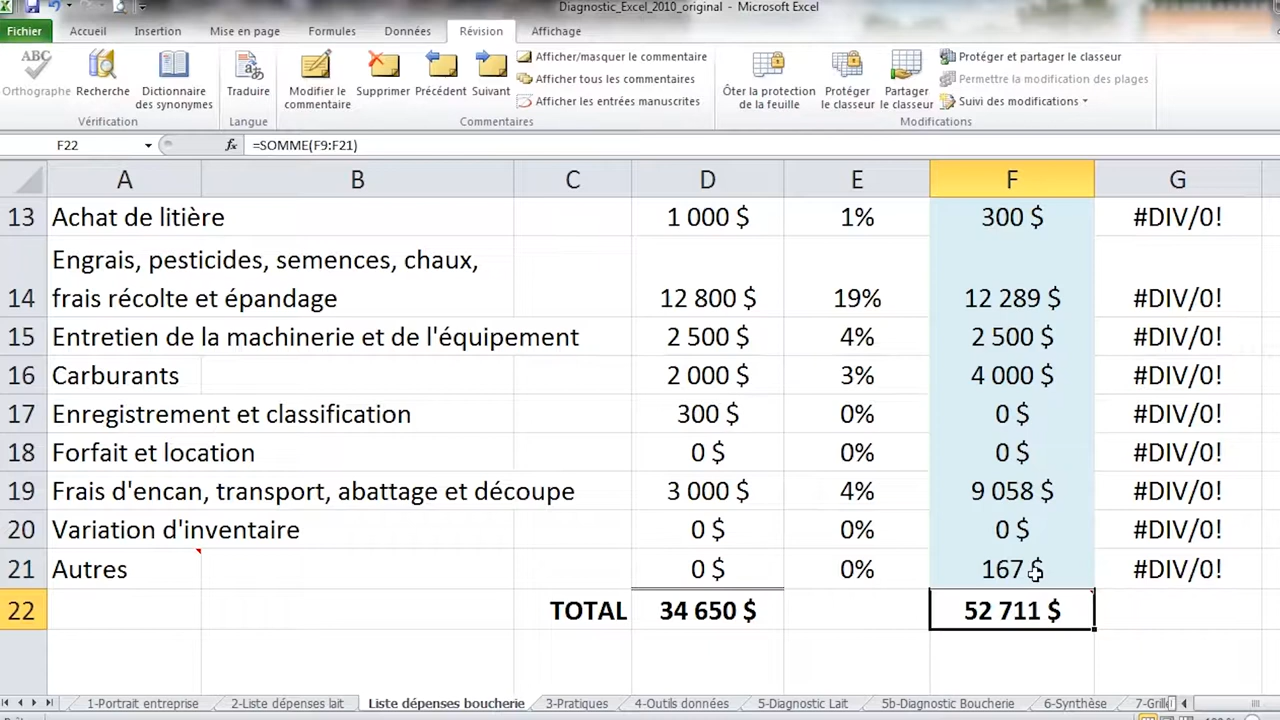 Diagnostic_Excel_2010_original - Microsoft Excel
Fichier Accueil Insertion Mise en page Formules Données Révision Affichage
ABC Orthographe
Recherche
Dictionnaire des synonymes
Vérification
Traduire
Langue
Modifier le commentaire
Supprimer
Précédent
Suivant
Afficher/masquer le commentaire
Afficher tous les commentaires
Afficher les entrées manuscrites
Commentaires
Ôter la protection de la feuille
Protéger le classeur
Partager le classeur
Protéger et partager le classeur
Permettre la modification des plages
Suivi des modifications
Modifications
F22 fx =SOMME(F9:F21)
A B C D E F G
13 Achat de litière 1 000 $ 1% 300 $ #DIV/0!
Engrais, pesticides, semences, chaux,
14 frais récolte et épandage 12 800 $ 19% 12 289 $ #DIV/0!
15 Entretien de la machinerie et de l'équipement 2 500 $ 4% 2 500 $ #DIV/0!
16 Carburants 2 000 $ 3% 4 000 $ #DIV/0!
17 Enregistrement et classification 300 $ 0% 0 $ #DIV/0!
18 Forfait et location 0 $ 0% 0 $ #DIV/0!
19 Frais d'encan, transport, abattage et découpe 3 000 $ 4% 9 058 $ #DIV/0!
20 Variation d'inventaire 0 $ 0% 0 $ #DIV/0!
21 Autres 0 $ 0% 167 $ #DIV/0!
22 TOTAL 34 650 $ 52 711 $
1-Portrait entreprise 2-Liste dépenses lait Liste dépenses boucherie 3-Pratiques 4-Outils données 5-Diagnostic Lait 5b-Diagnostic Boucherie 6-Synthèse 7-Grill